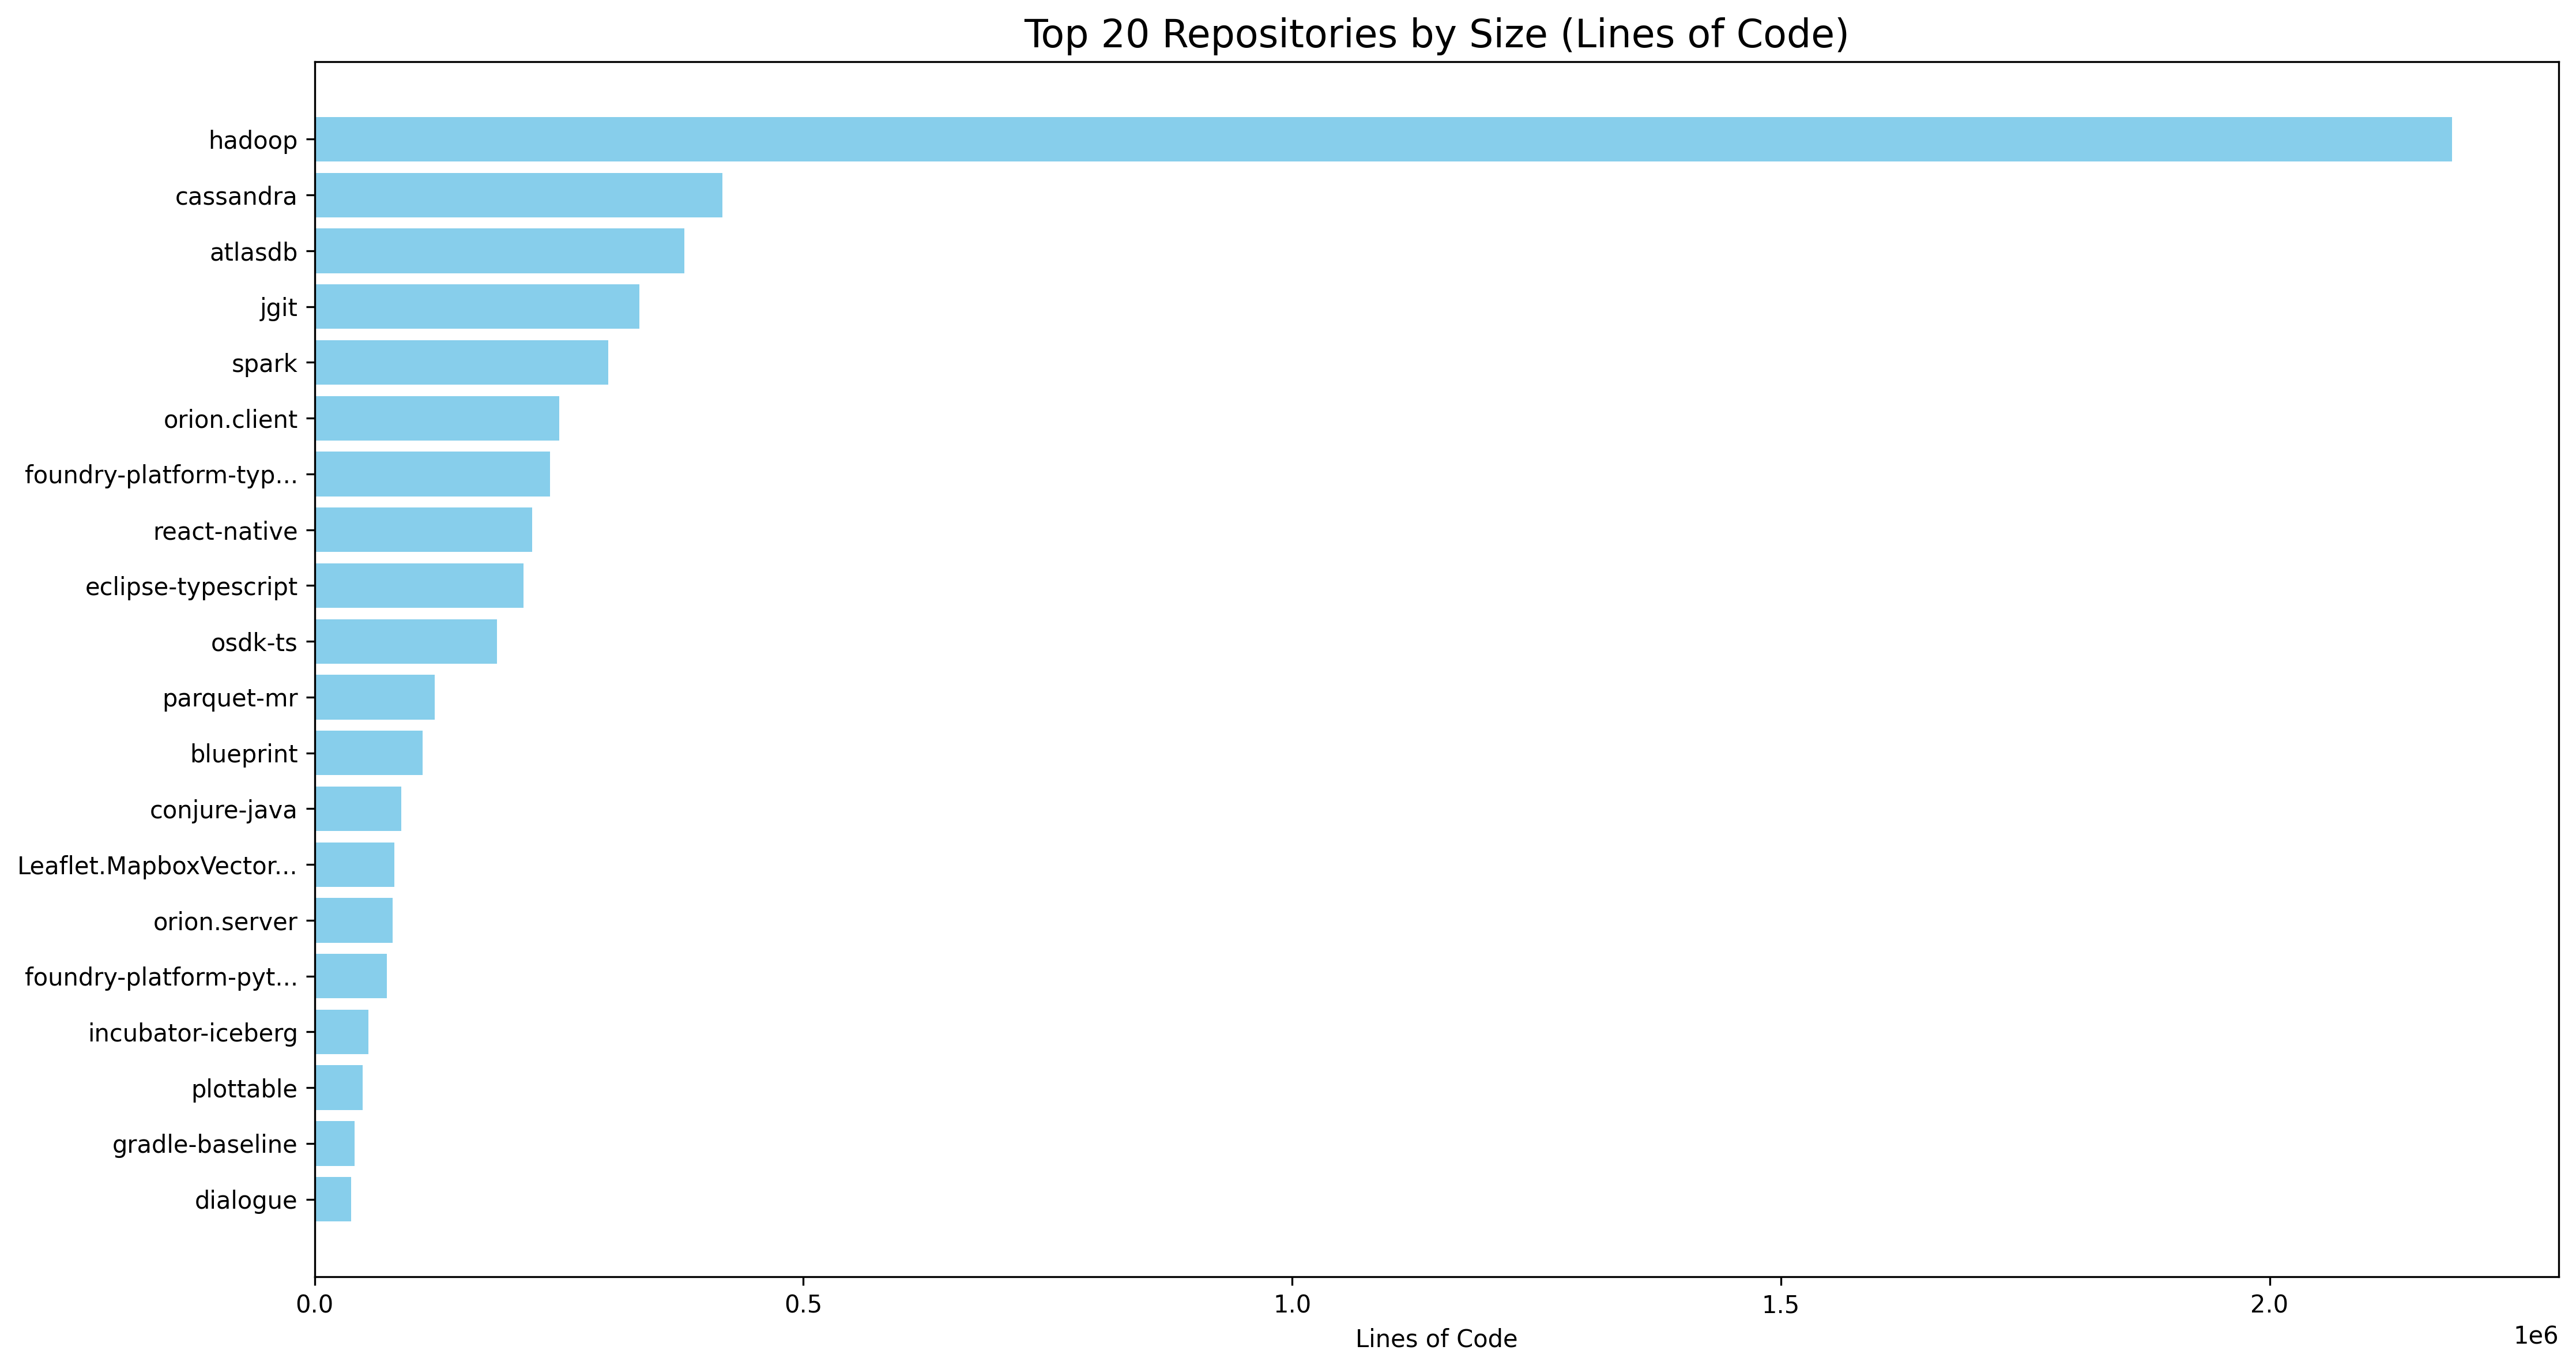 Top 20 Repositories by Size (Lines of Code)
hadoop
cassandra
atlasdb
jgit
spark
orion.client
foundry-platform-typ...
react-native
eclipse-typescript
osdk-ts
parquet-mr
blueprint
conjure-java
Leaflet.MapboxVector...
orion.server
foundry-platform-pyt...
incubator-iceberg
plottable
gradle-baseline
dialogue
0.0 0.5 1.0 1.5 2.0
Lines of Code
1e6